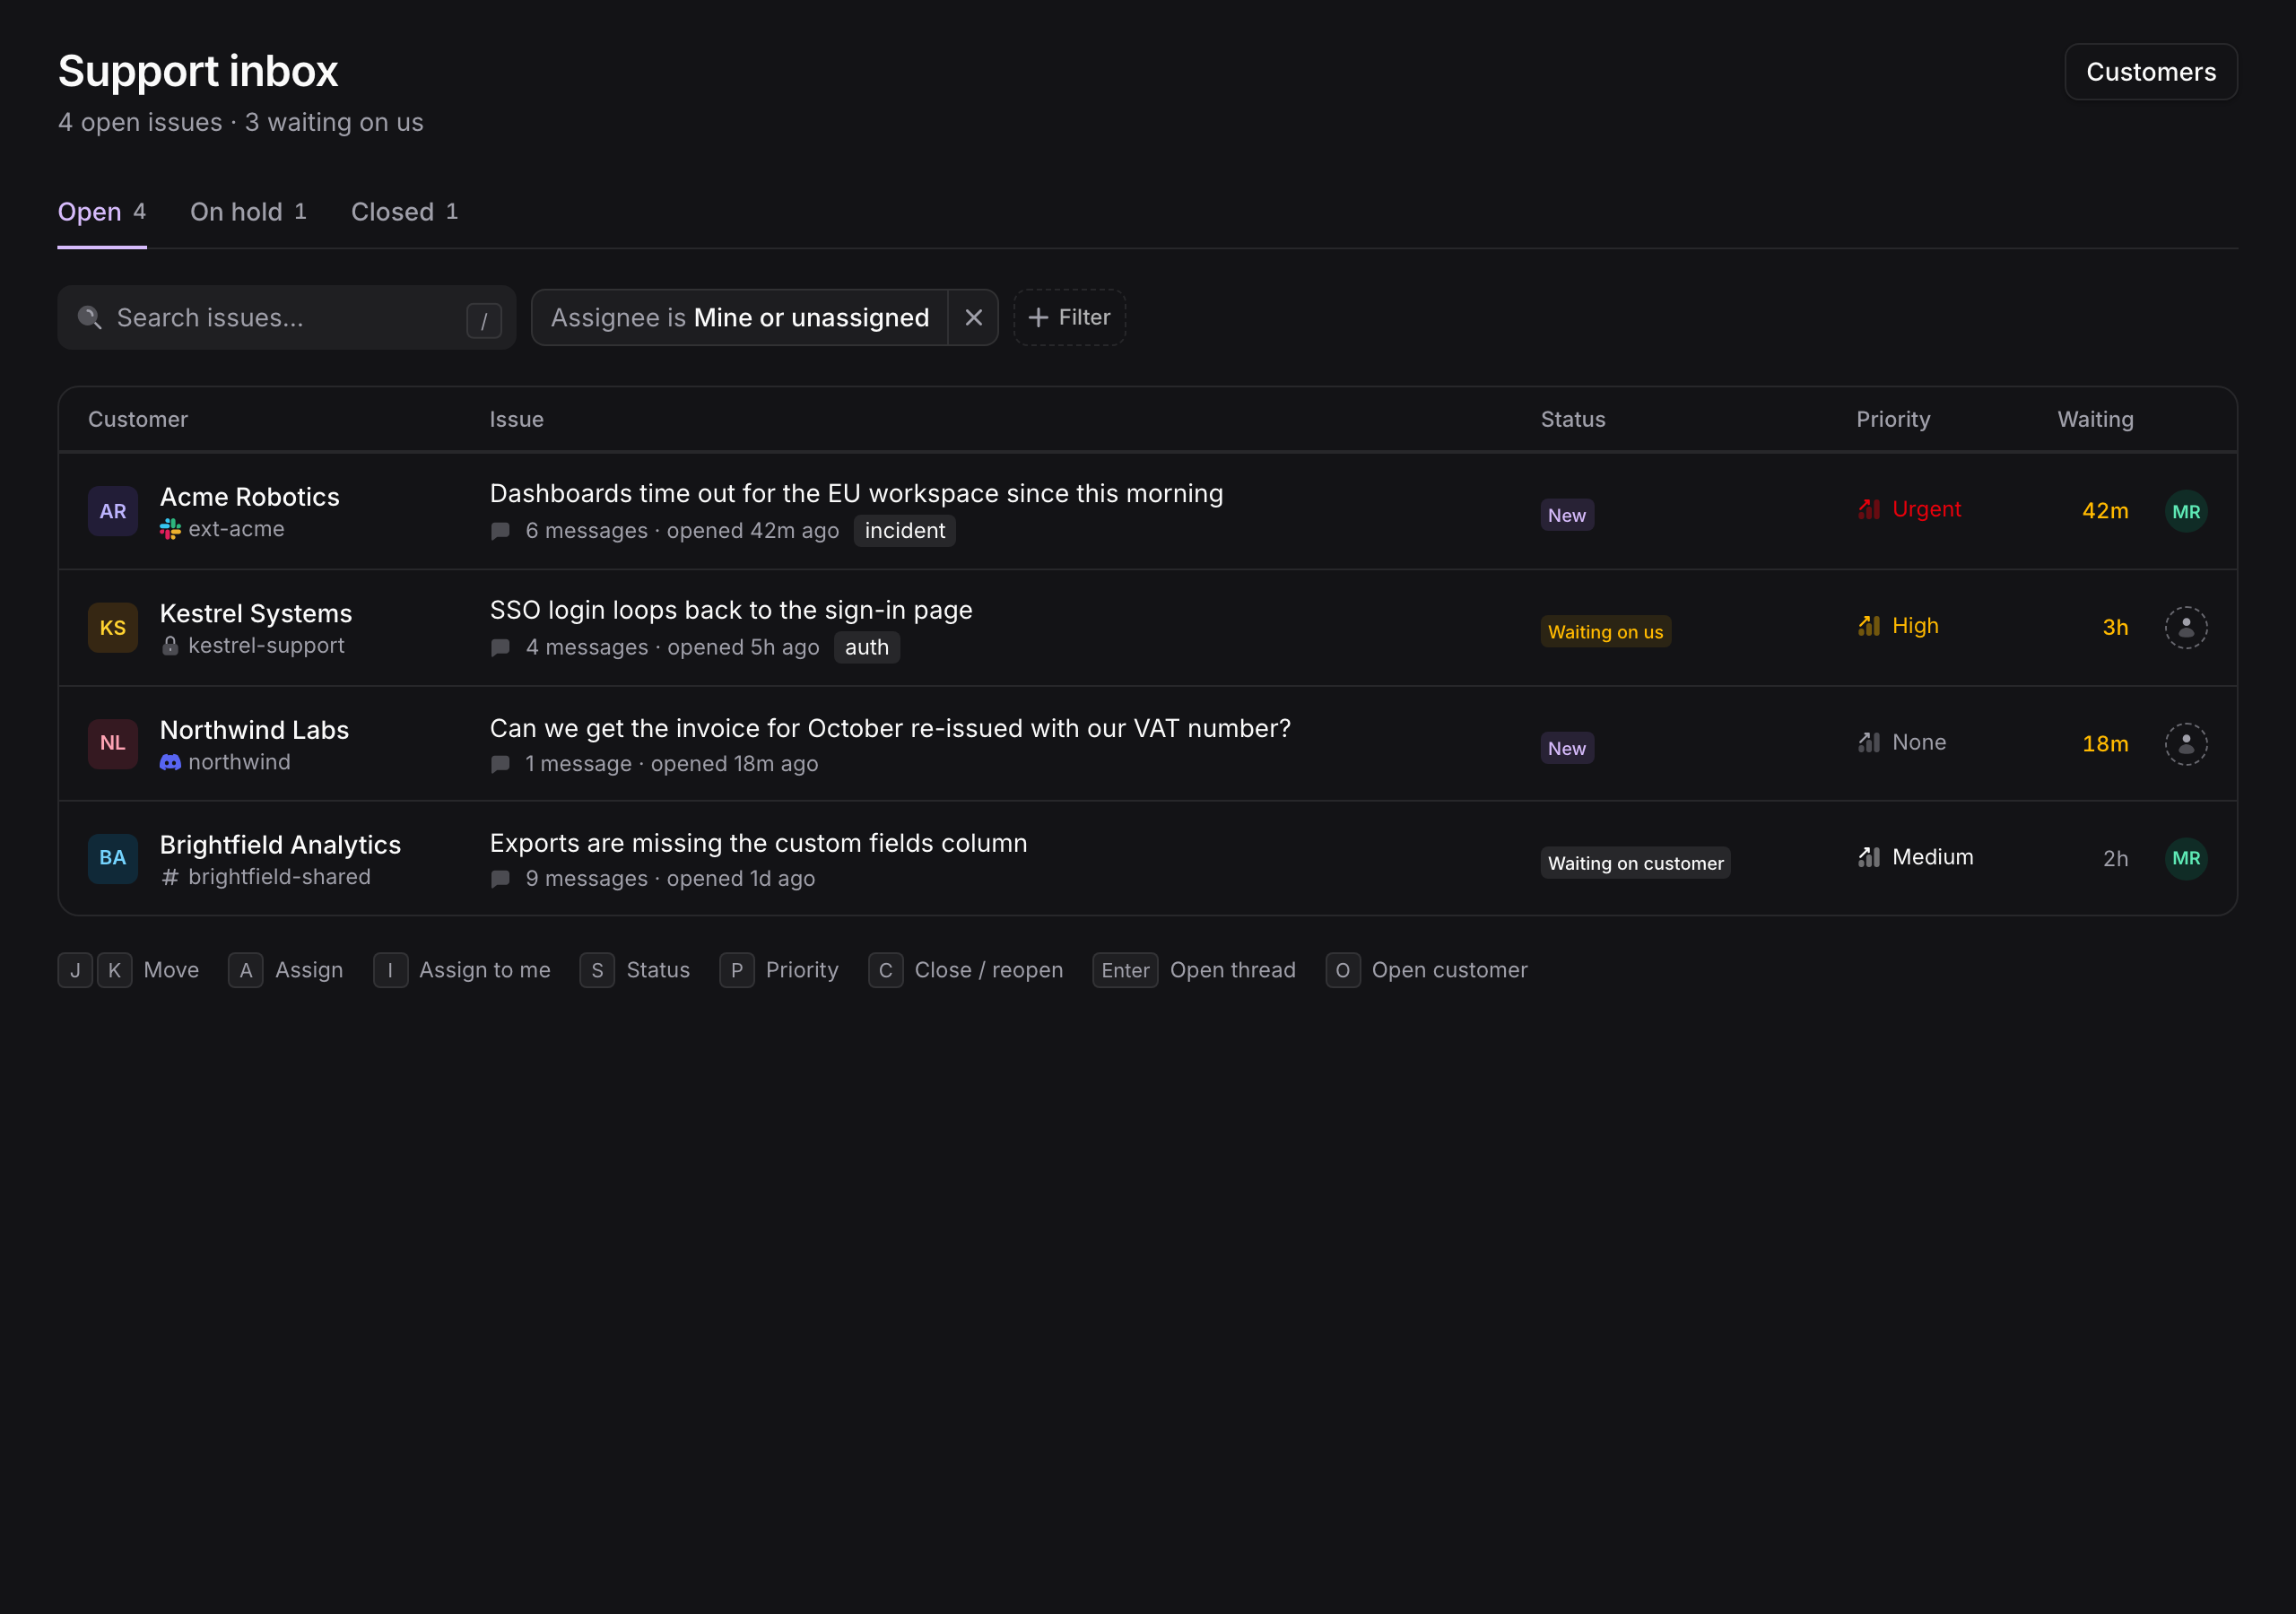 Support inbox
Customers
4 open issues · 3 waiting on us
Open 4
On hold 1
Closed 1
Search issues...
/
Assignee is Mine or unassigned
Filter
Customer
Issue
Status
Priority
Waiting
AR
Acme Robotics
ext-acme
Dashboards time out for the EU workspace since this morning
6 messages · opened 42m ago
incident
New
Urgent
42m
MR
KS
Kestrel Systems
kestrel-support
SSO login loops back to the sign-in page
4 messages · opened 5h ago
auth
Waiting on us
High
3h
NL
Northwind Labs
northwind
Can we get the invoice for October re-issued with our VAT number?
1 message · opened 18m ago
New
None
18m
BA
Brightfield Analytics
# brightfield-shared
Exports are missing the custom fields column
9 messages · opened 1d ago
Waiting on customer
Medium
2h
MR
J K Move
A Assign
I Assign to me
S Status
P Priority
C Close / reopen
Enter Open thread
O Open customer